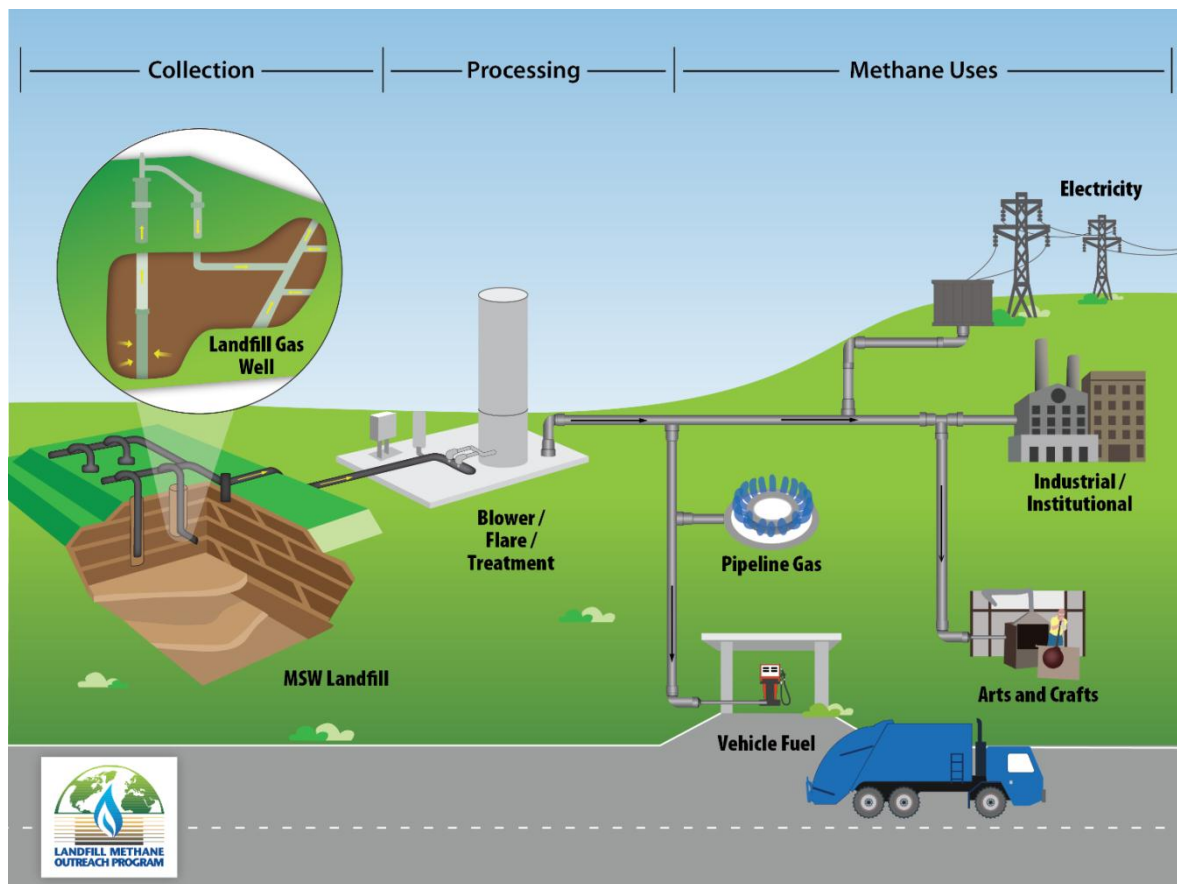 Collection
Processing
Methane Uses
Electricity
Landfill Gas
Well
Industrial /
Institutional
Blower /
Flare /
Treatment
Pipeline Gas
MSW Landfill
Arts and Crafts
Vehicle Fuel
LANDFILL METHANE
OUTREACH PROGRAM